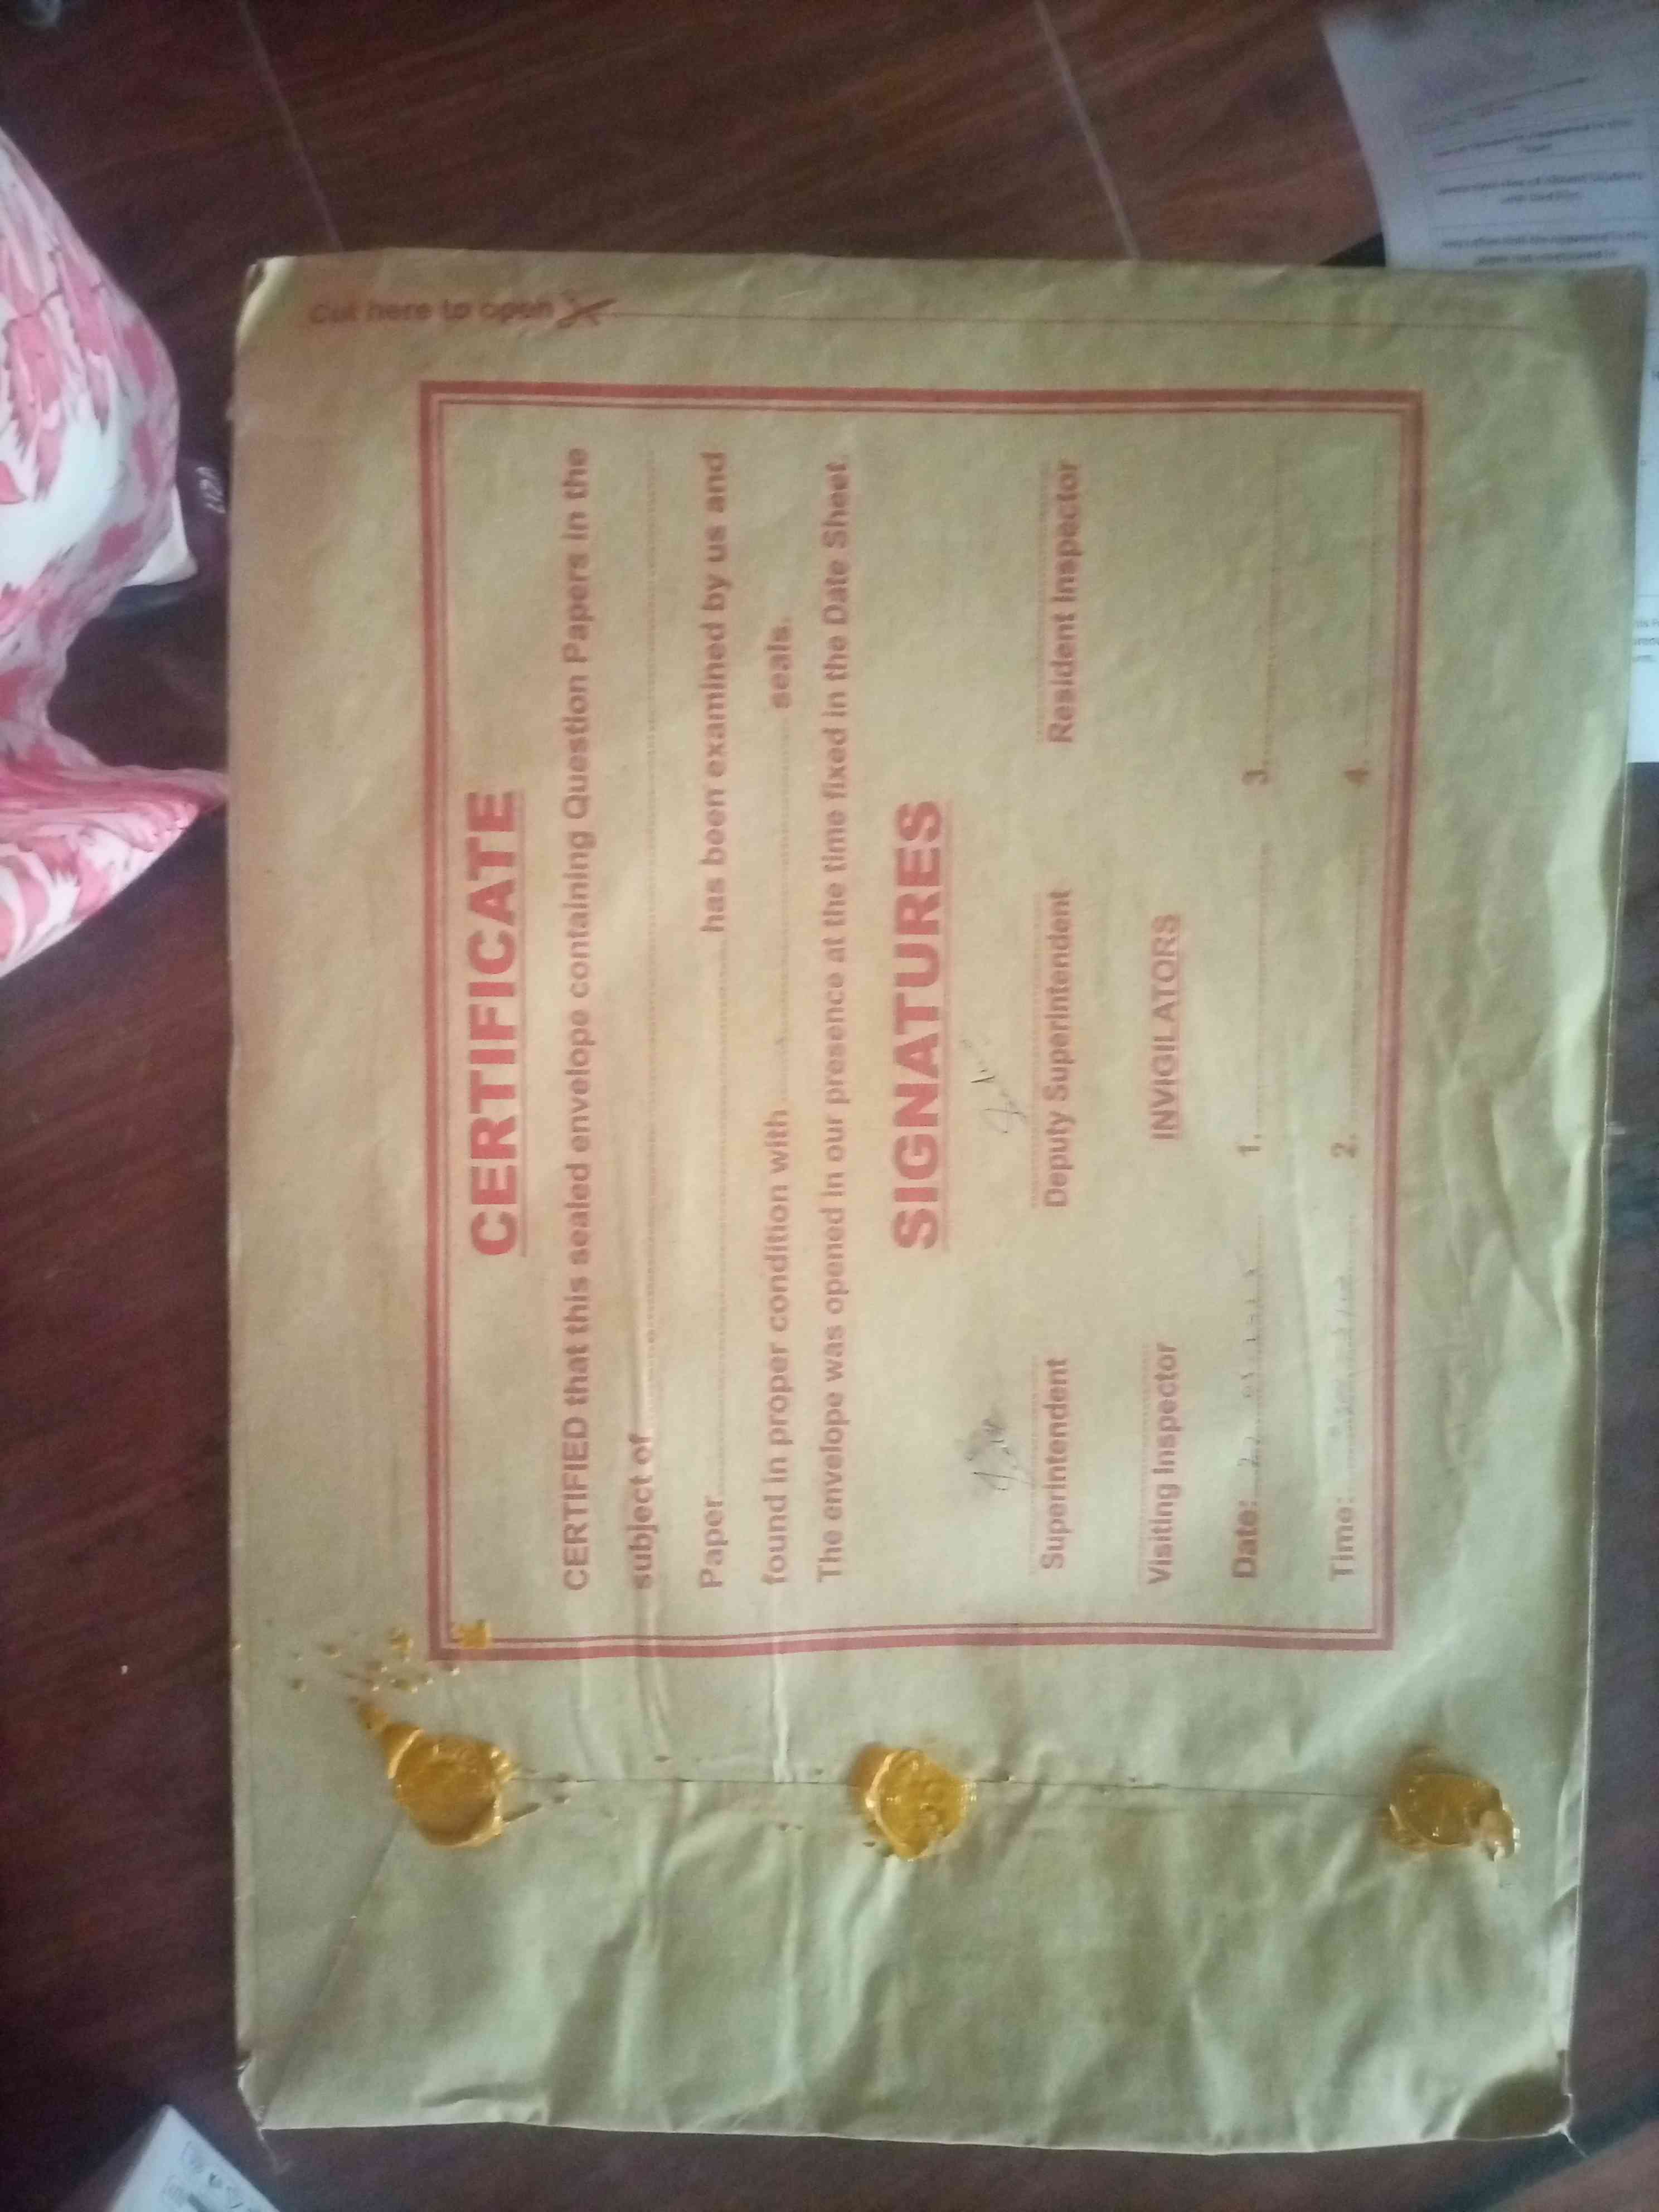 Cut here to open
CERTIFICATE
CERTIFIED that this sealed envelope containing Question Papers in the
subject of
Paper has been examined by us and
found in proper condition with seals.
The envelope was opened in our presence at the time fixed in the Date Sheet.
SIGNATURES
Superintendent Deputy Superintendent Resident Inspector
Visiting Inspector INVIGILATORS
Date: 1. 3.
Time: 2. 4.